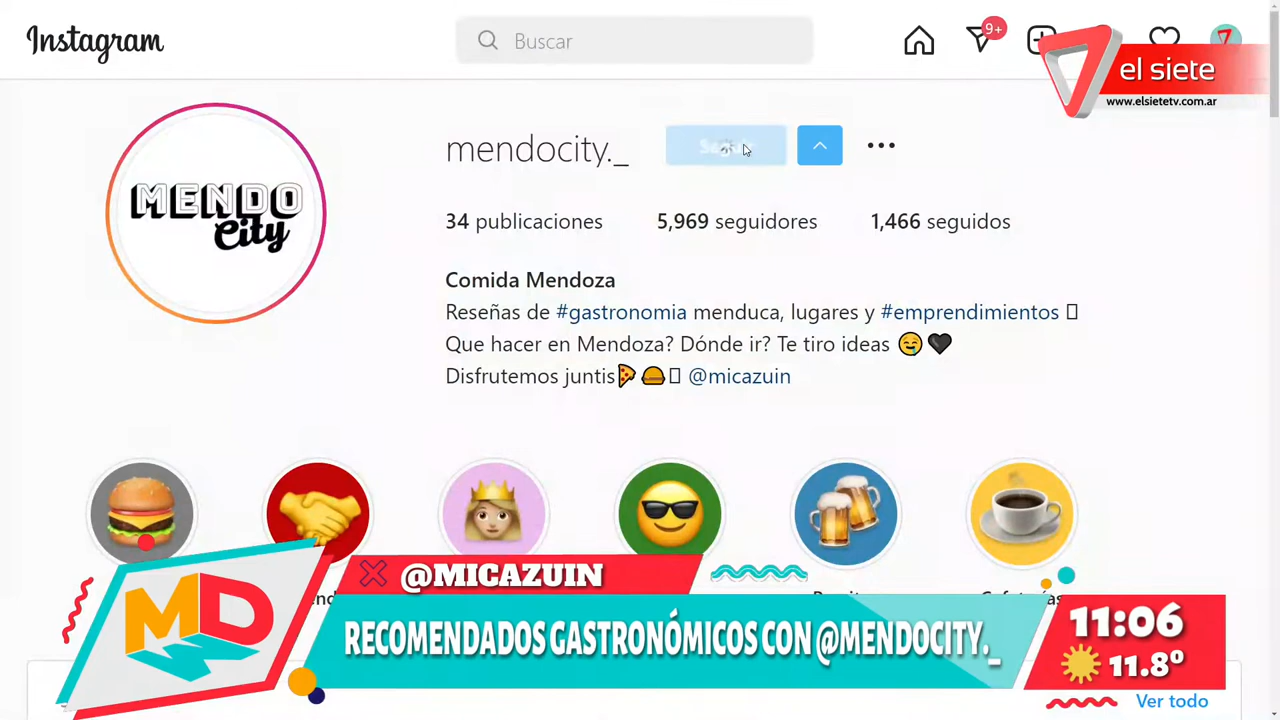 Instagram
Buscar
9+
el siete
www.elsietetv.com.ar
MENDO
City
mendocity._
34 publicaciones 5,969 seguidores 1,466 seguidos
Comida Mendoza
Reseñas de #gastronomia menduca, lugares y #emprendimientos
Que hacer en Mendoza? Dónde ir? Te tiro ideas 🤤🖤
Disfrutemos juntis🍕🍔 @micazuin
@MICAZUIN
MD
RECOMENDADOS GASTRONÓMICOS CON @MENDOCITY._
11:06
11.8º
Ver todo